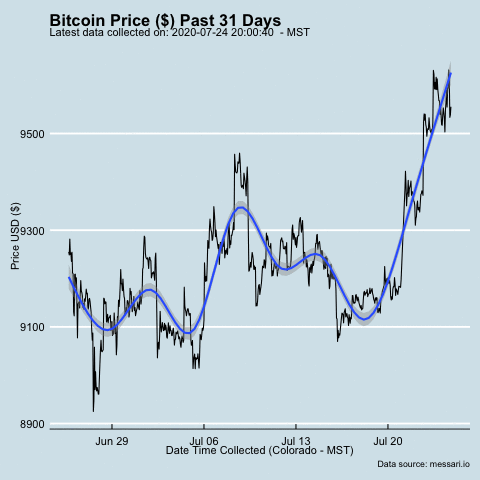 Bitcoin Price ($) Past 31 Days
Latest data collected on: 2020-07-24 20:00:40 - MST
Price USD ($)
9500
9300
9100
8900
Jun 29 Jul 06 Jul 13 Jul 20
Date Time Collected (Colorado - MST)
Data source: messari.io